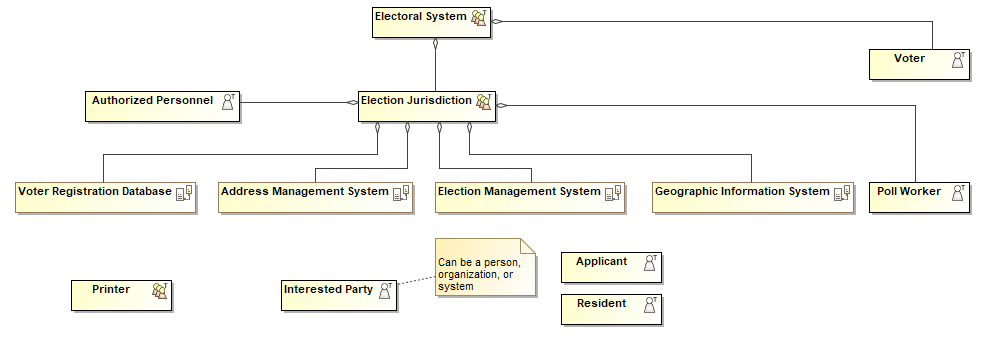 Electoral System
Voter
Authorized Personnel
Election Jurisdiction
Voter Registration Database
Address Management System
Election Management System
Geographic Information System
Poll Worker
Can be a person,
organization, or
system
Applicant
Printer
Interested Party
Resident